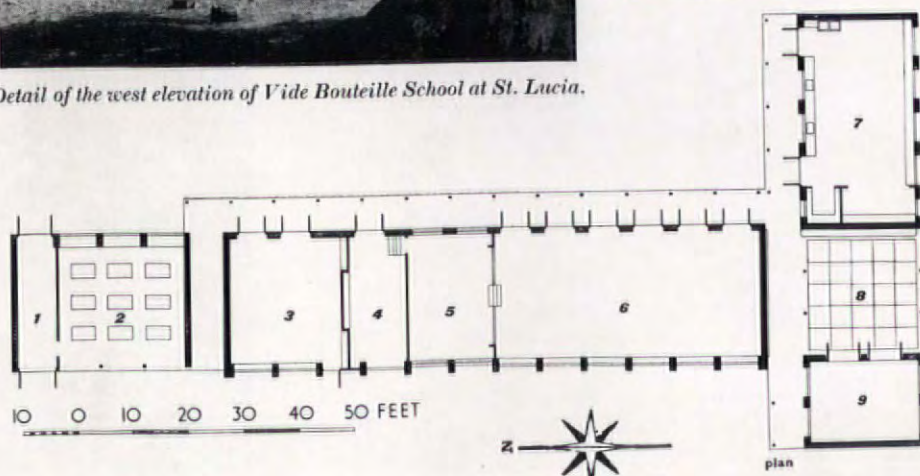 Detail of the west elevation of Vide Bouteille School at St. Lucia.
7
1
2
3
4
5
6
8
9
10 0 10 20 30 40 50 FEET
N
plan